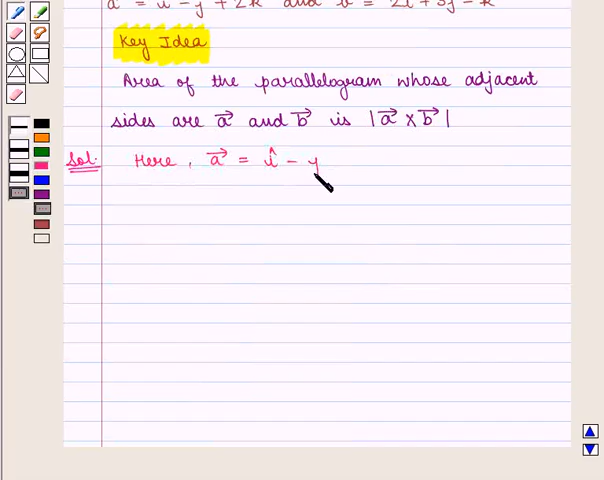 Key Idea
Area of the parallelogram whose adjacent
sides are a⃗ and b⃗ is |a⃗ × b⃗|
Sol. Here, a⃗ = î −